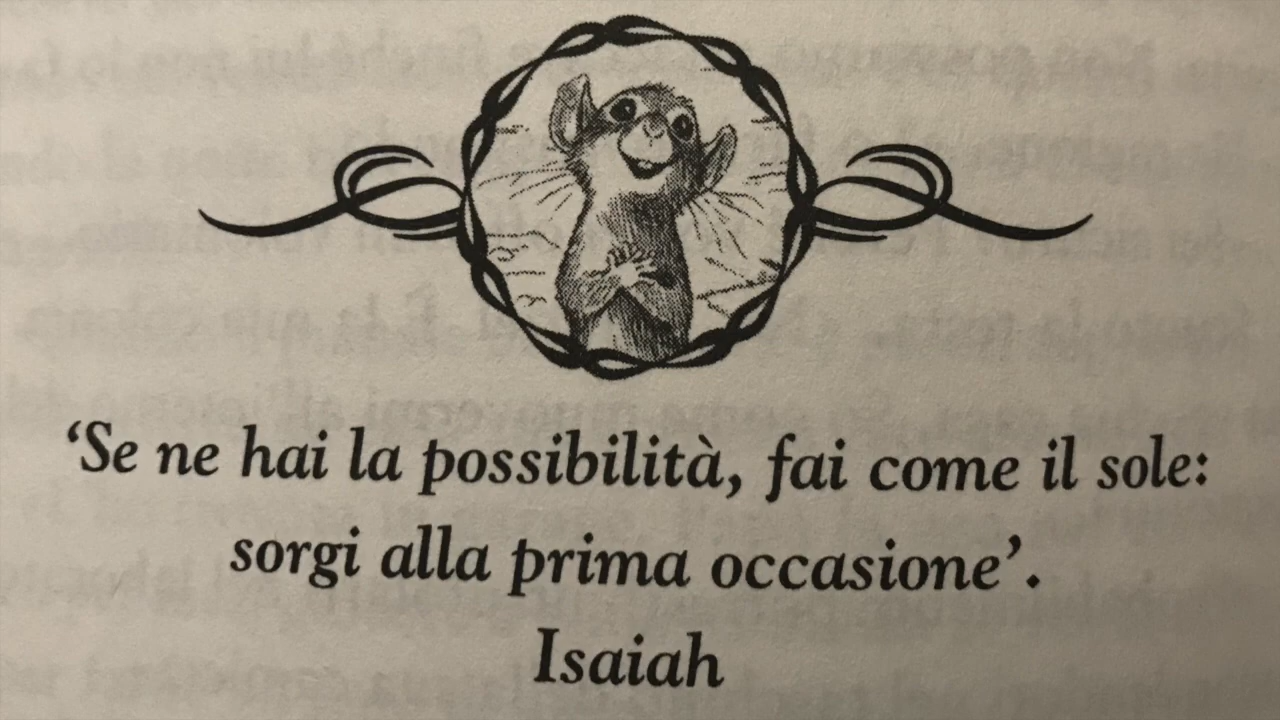 ‘Se ne hai la possibilità, fai come il sole:
sorgi alla prima occasione’.
Isaiah